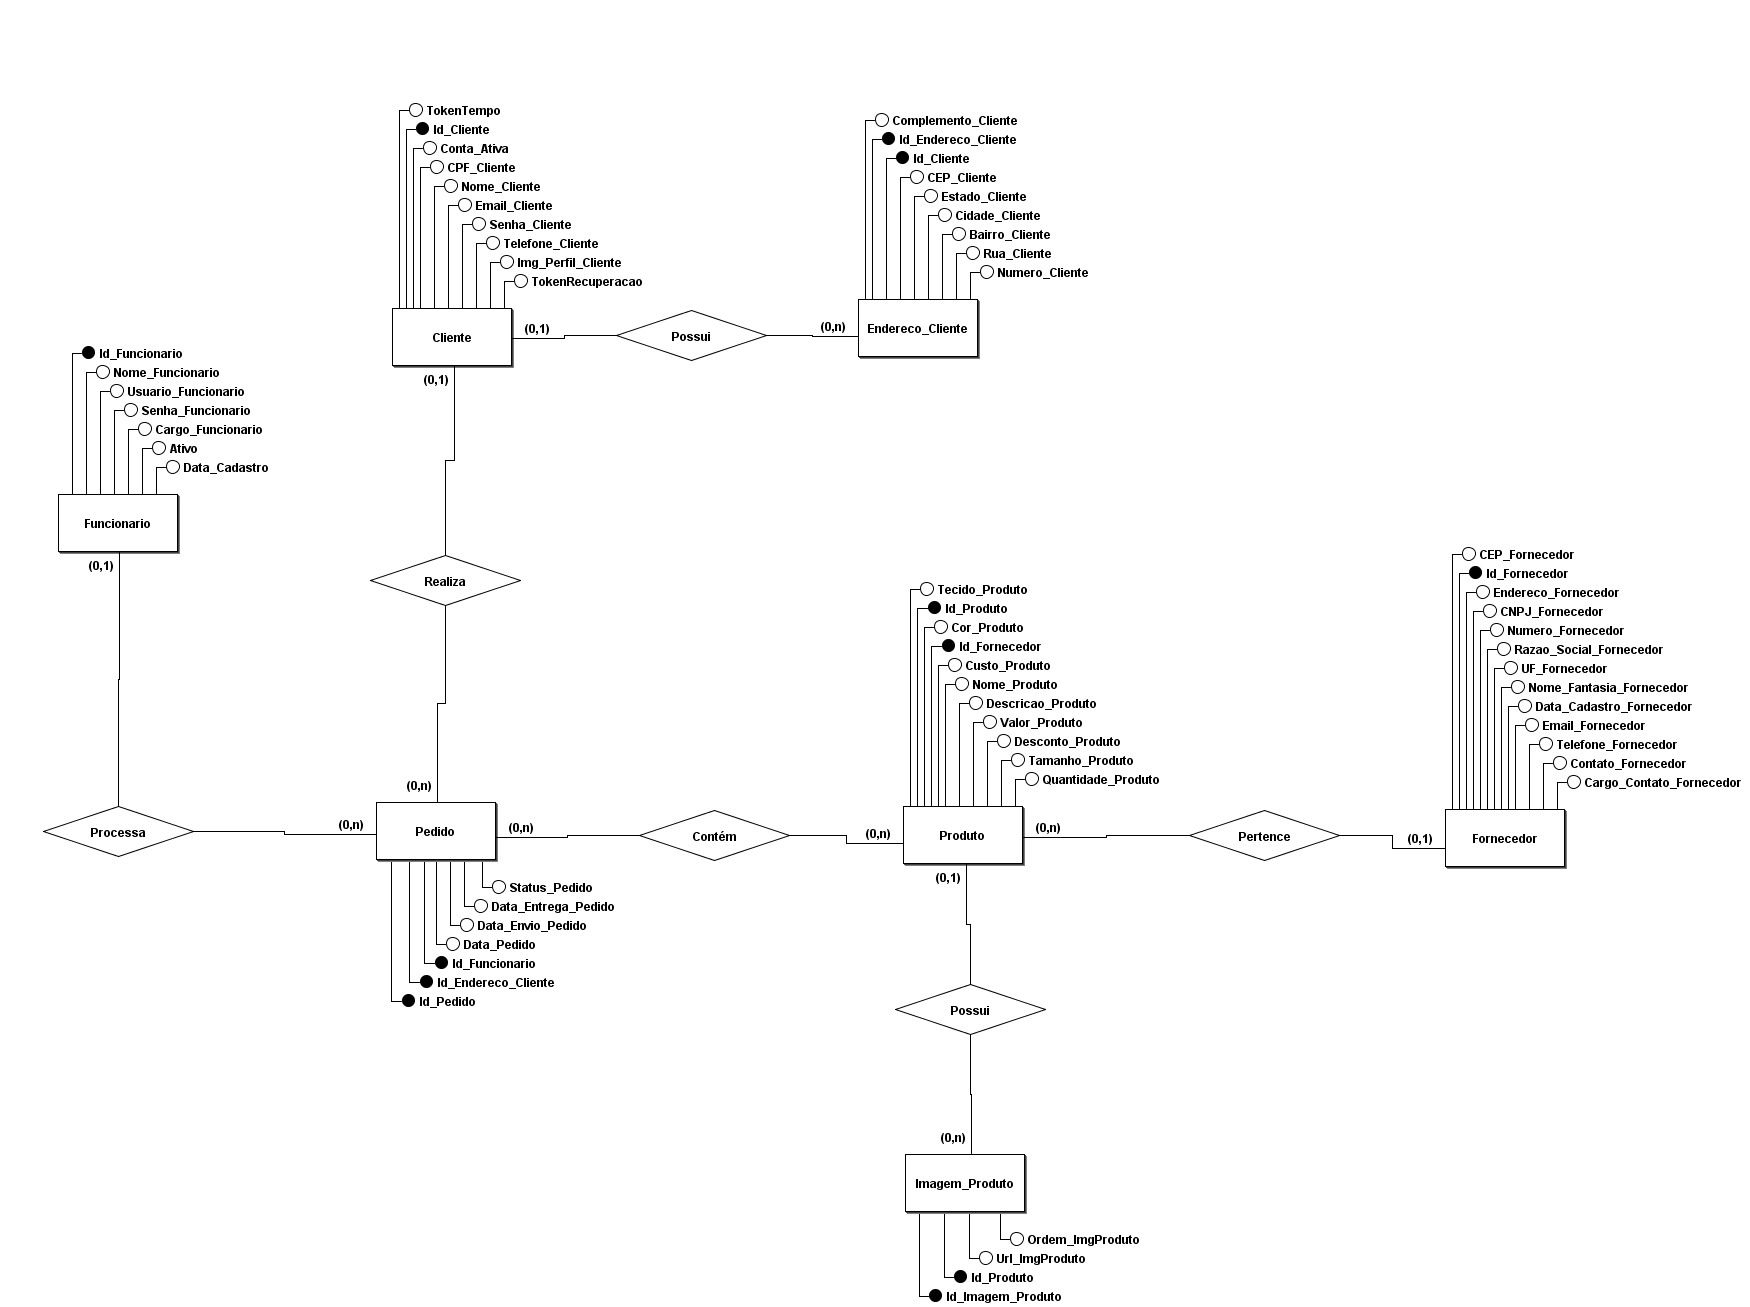 TokenTempo
Id_Cliente
Conta_Ativa
CPF_Cliente
Nome_Cliente
Email_Cliente
Senha_Cliente
Telefone_Cliente
Img_Perfil_Cliente
TokenRecuperacao
Cliente
(0,1)
Possui
(0,n)
Complemento_Cliente
Id_Endereco_Cliente
Id_Cliente
CEP_Cliente
Estado_Cliente
Cidade_Cliente
Bairro_Cliente
Rua_Cliente
Numero_Cliente
Endereco_Cliente
(0,1)
Id_Funcionario
Nome_Funcionario
Usuario_Funcionario
Senha_Funcionario
Cargo_Funcionario
Ativo
Data_Cadastro
Funcionario
(0,1)
Realiza
Tecido_Produto
Id_Produto
Cor_Produto
Id_Fornecedor
Custo_Produto
Nome_Produto
Descricao_Produto
Valor_Produto
Desconto_Produto
Tamanho_Produto
Quantidade_Produto
CEP_Fornecedor
Id_Fornecedor
Endereco_Fornecedor
CNPJ_Fornecedor
Numero_Fornecedor
Razao_Social_Fornecedor
UF_Fornecedor
Nome_Fantasia_Fornecedor
Data_Cadastro_Fornecedor
Email_Fornecedor
Telefone_Fornecedor
Contato_Fornecedor
Cargo_Contato_Fornecedor
(0,n)
Processa
(0,n)
Pedido
(0,n)
Contém
(0,n)
Produto
(0,n)
Pertence
(0,1)
Fornecedor
Status_Pedido
Data_Entrega_Pedido
Data_Envio_Pedido
Data_Pedido
Id_Funcionario
Id_Endereco_Cliente
Id_Pedido
(0,1)
Possui
(0,n)
Imagem_Produto
Ordem_ImgProduto
Url_ImgProduto
Id_Produto
Id_Imagem_Produto